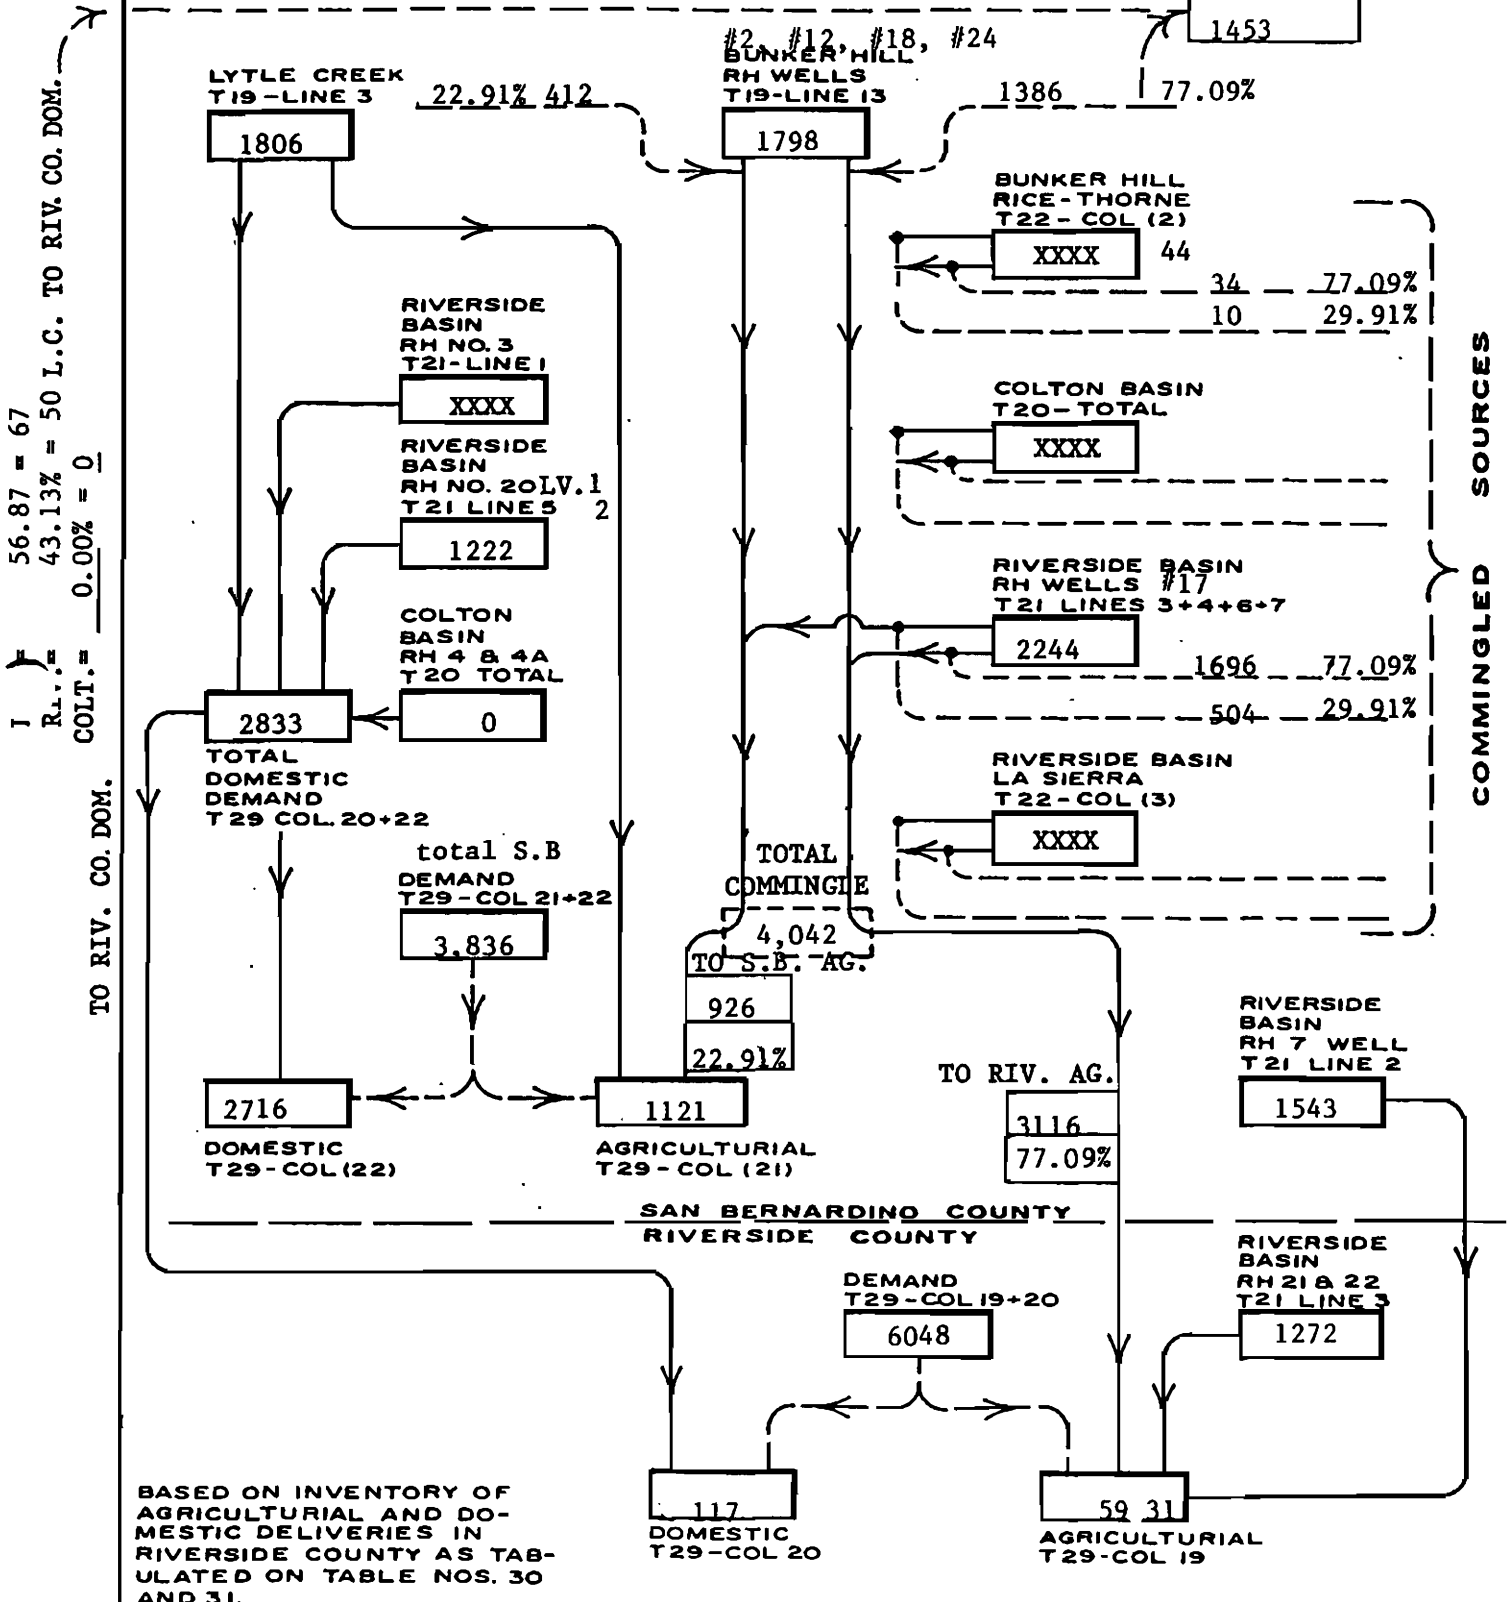 1453
#2, #12, #18, #24
BUNKER HILL
RH WELLS
T19-LINE 13
1798
LYTLE CREEK
T19-LINE 3
1806
22.91% 412
1386 77.09%
BUNKER HILL
RICE-THORNE
T22-COL (2)
XXXX 44
34 77.09%
10 29.91%
RIVERSIDE
BASIN
RH NO. 3
T21-LINE 1
XXXX
COLTON BASIN
T20-TOTAL
XXXX
RIVERSIDE
BASIN
RH NO. 20LV.1
T21 LINE 5 2
1222
RIVERSIDE BASIN
RH WELLS #17
T21 LINES 3+4+6+7
2244
1696 77.09%
504 29.91%
COLTON
BASIN
RH 4 & 4A
T20 TOTAL
0
2833
TOTAL
DOMESTIC
DEMAND
T29 COL. 20+22
RIVERSIDE BASIN
LA SIERRA
T22-COL (3)
XXXX
COMMINGLED SOURCES
total S.B
DEMAND
T29-COL 21+22
3,836
TOTAL
COMMINGLE
4,042
TO S.B. AG.
926
22.91%
2716
DOMESTIC
T29-COL (22)
1121
AGRICULTURIAL
T29-COL (21)
TO RIV. AG.
3116
77.09%
RIVERSIDE
BASIN
RH 7 WELL
T21 LINE 2
1543
SAN BERNARDINO COUNTY
RIVERSIDE COUNTY
RIVERSIDE
BASIN
RH 21 & 22
T21 LINE 3
1272
DEMAND
T29-COL 19+20
6048
117
DOMESTIC
T29-COL 20
59 31
AGRICULTURIAL
T29-COL 19
BASED ON INVENTORY OF
AGRICULTURIAL AND DO-
MESTIC DELIVERIES IN
RIVERSIDE COUNTY AS TAB-
ULATED ON TABLE NOS. 30
AND 31.
56.87 = 67
43.13% = 50 L.C. TO RIV. CO. DOM.
COLT.= 0.00% = 0
TO RIV. CO. DOM.